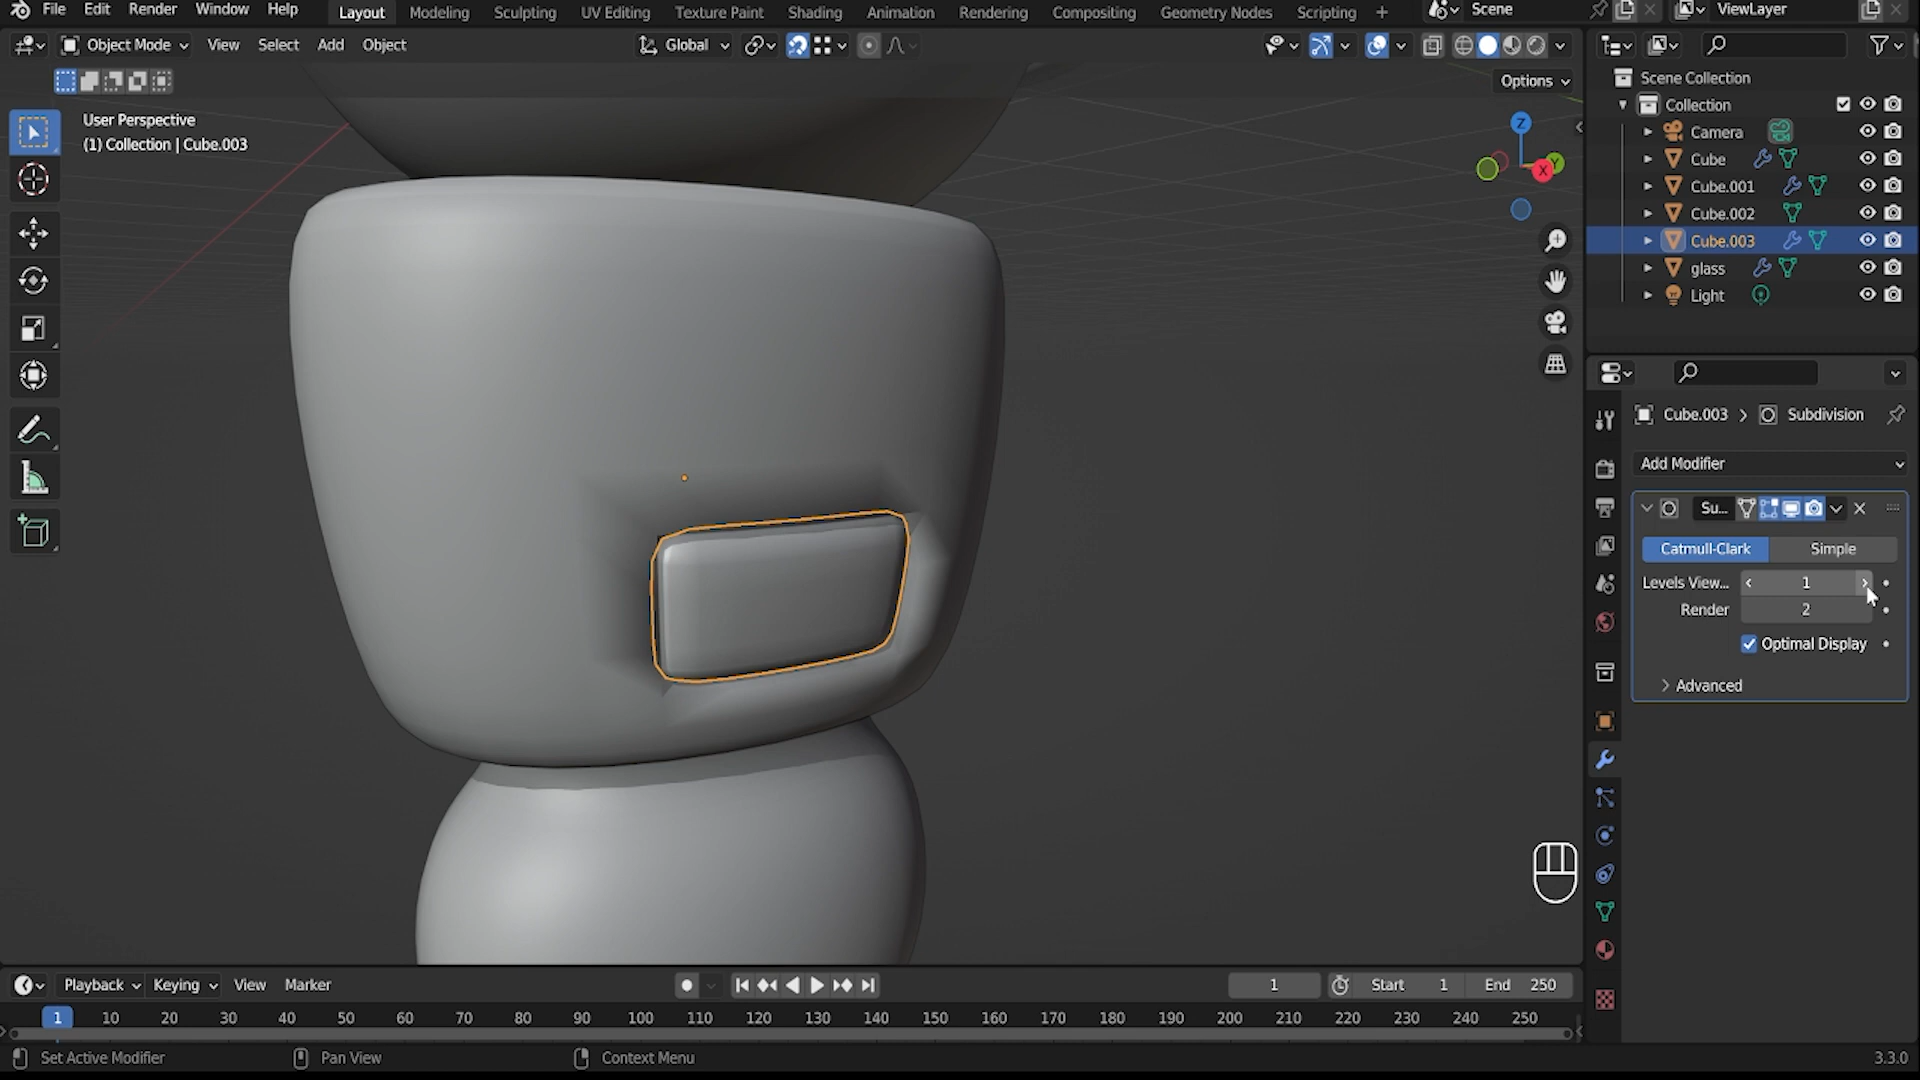 File Edit Render Window Help Layout Modeling Sculpting UV Editing Texture Paint Shading Animation Rendering Compositing Geometry Nodes Scripting + Scene ViewLayer
Object Mode View Select Add Object Global
Options
User Perspective
(1) Collection | Cube.003
Z
Y
X
Scene Collection
Collection
Camera
Cube
Cube.001
Cube.002
Cube.003
glass
Light
Cube.003 > Subdivision
Add Modifier
Su...
Catmull-Clark Simple
Levels View... 1
Render 2
Optimal Display
Advanced
Playback Keying View Marker 1 Start 1 End 250
1 10 20 30 40 50 60 70 80 90 100 110 120 130 140 150 160 170 180 190 200 210 220 230 240 250
Set Active Modifier Pan View Context Menu 3.3.0